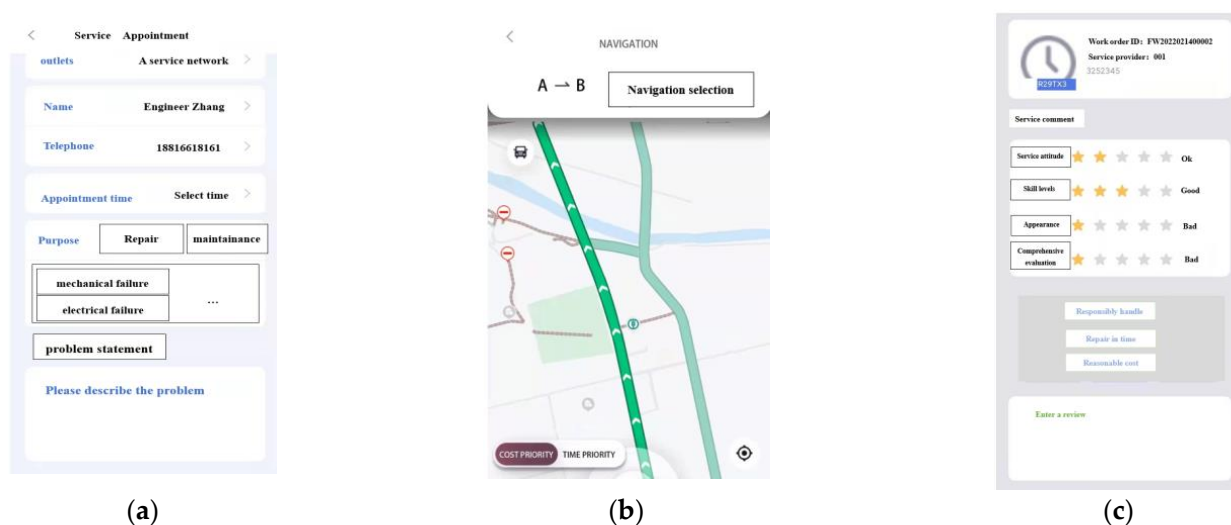 Service Appointment
outlets A service network
Name Engineer Zhang
Telephone 18816618161
Appointment time Select time
Purpose Repair maintainance
mechanical failure
...
electrical failure
problem statement
Please describe the problem
(a)
NAVIGATION
A → B Navigation selection
COST PRIORITY TIME PRIORITY
(b)
Work order ID: FW2022021400002
Service provider: 001
3252345
R29TX3
Service comment
Service attitude Ok
Skill levels Good
Appearance Bad
Comprehensive
evaluation Bad
Responsibly handle
Repair in time
Reasonable cost
Enter a review
(c)